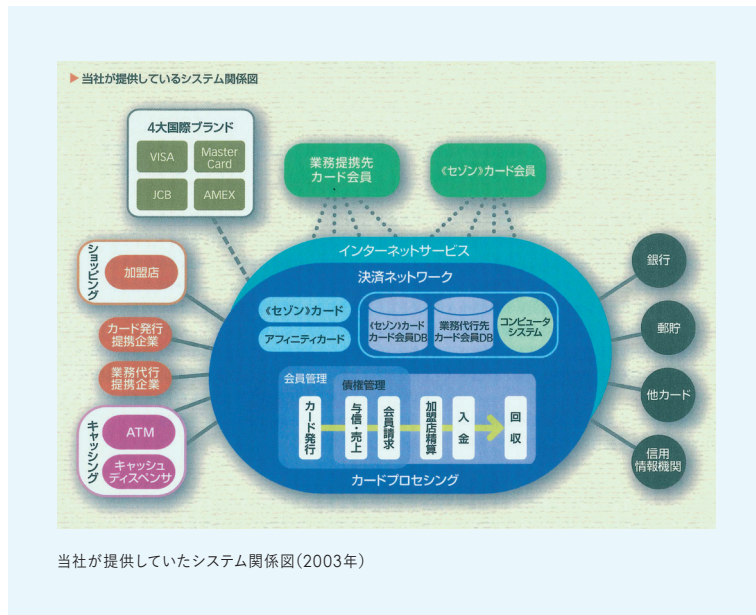 ▶当社が提供しているシステム関係図
4大国際ブランド
VISA
Master
Card
JCB
AMEX
業務提携先
カード会員
《セゾン》カード会員
ショッピング
加盟店
カード発行
提携企業
業務代行
提携企業
キャッシング
ATM
キャッシュ
ディスペンサ
インターネットサービス
決済ネットワーク
《セゾン》カード
アフィニティカード
《セゾン》カード
カード会員DB
業務代行先
カード会員DB
コンピュータ
システム
会員管理
債権管理
カード発行
与信・売上
会員請求
加盟店精算
入金
回収
カードプロセシング
銀行
郵貯
他カード
信用
情報機関
当社が提供していたシステム関係図(2003年)